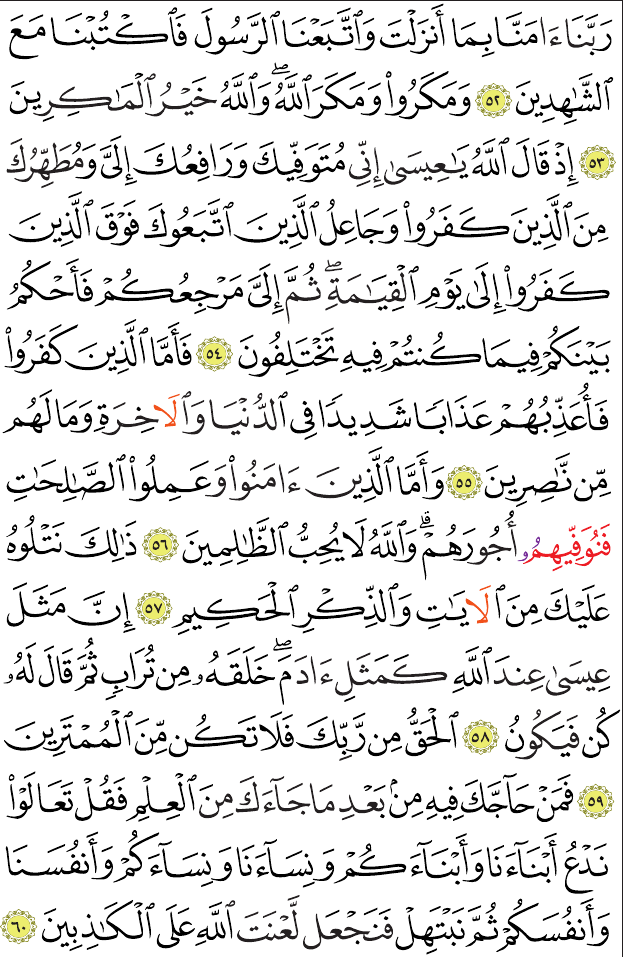 رَبَّنَا ءَامَنَّا بِمَا أَنزَلْتَ وَٱتَّبَعْنَا ٱلرَّسُولَ فَٱكْتُبْنَا مَعَ
ٱلشَّٰهِدِينَ ٥٢ وَمَكَرُوا۟ وَمَكَرَ ٱللَّهُ ۖ وَٱللَّهُ خَيْرُ ٱلْمَٰكِرِينَ
٥٣ إِذْ قَالَ ٱللَّهُ يَٰعِيسَىٰ إِنِّي مُتَوَفِّيكَ وَرَافِعُكَ إِلَيَّ وَمُطَهِّرُكَ
مِنَ ٱلَّذِينَ كَفَرُوا۟ وَجَاعِلُ ٱلَّذِينَ ٱتَّبَعُوكَ فَوْقَ ٱلَّذِينَ
كَفَرُوا۟ إِلَىٰ يَوْمِ ٱلْقِيَٰمَةِ ۖ ثُمَّ إِلَيَّ مَرْجِعُكُمْ فَأَحْكُمُ
بَيْنَكُمْ فِيمَا كُنتُمْ فِيهِ تَخْتَلِفُونَ ٥٤ فَأَمَّا ٱلَّذِينَ كَفَرُوا۟
فَأُعَذِّبُهُمْ عَذَابًا شَدِيدًا فِي ٱلدُّنْيَا وَٱلَاخِرَةِ وَمَا لَهُم
مِّن نَّٰصِرِينَ ٥٥ وَأَمَّا ٱلَّذِينَ ءَامَنُوا۟ وَعَمِلُوا۟ ٱلصَّٰلِحَٰتِ
فَنُوَفِّيهِمُۥ أُجُورَهُمْ ۗ وَٱللَّهُ لَا يُحِبُّ ٱلظَّٰلِمِينَ ٥٦ ذَٰلِكَ نَتْلُوهُ
عَلَيْكَ مِنَ ٱلَايَٰتِ وَٱلذِّكْرِ ٱلْحَكِيمِ ٥٧ إِنَّ مَثَلَ
عِيسَىٰ عِندَ ٱللَّهِ كَمَثَلِ ءَادَمَ ۖ خَلَقَهُۥ مِن تُرَابٍ ثُمَّ قَالَ لَهُۥ
كُن فَيَكُونُ ٥٨ ٱلْحَقُّ مِن رَّبِّكَ فَلَا تَكُن مِّنَ ٱلْمُمْتَرِينَ
٥٩ فَمَنْ حَآجَّكَ فِيهِ مِنۢ بَعْدِ مَا جَآءَكَ مِنَ ٱلْعِلْمِ فَقُلْ تَعَالَوْا۟
نَدْعُ أَبْنَآءَنَا وَأَبْنَآءَكُمْ وَنِسَآءَنَا وَنِسَآءَكُمْ وَأَنفُسَنَا
وَأَنفُسَكُمْ ثُمَّ نَبْتَهِلْ فَنَجْعَل لَّعْنَتَ ٱللَّهِ عَلَى ٱلْكَٰذِبِينَ ٦٠